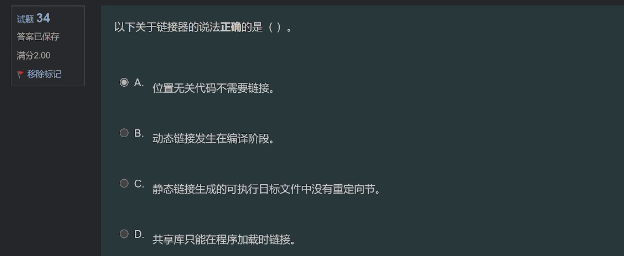 试题 34
答案已保存
满分2.00
移除标记
以下关于链接器的说法正确的是（ ）。
A. 位置无关代码不需要链接。
B. 动态链接发生在编译阶段。
C. 静态链接生成的可执行目标文件中没有重定向节。
D. 共享库只能在程序加载时链接。